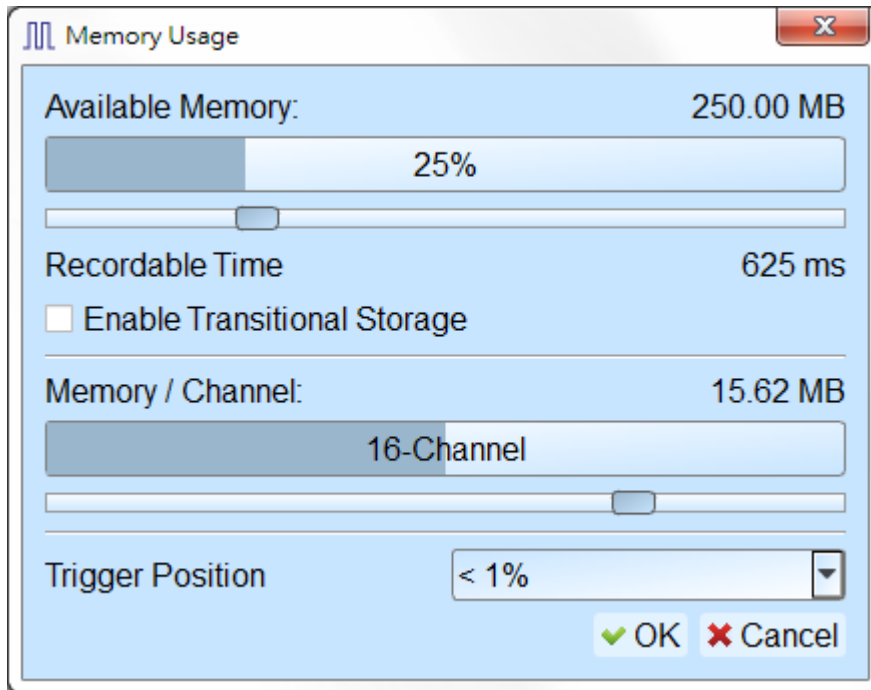 Memory Usage
Available Memory: 250.00 MB
25%
Recordable Time 625 ms
Enable Transitional Storage
Memory / Channel: 15.62 MB
16-Channel
Trigger Position < 1%
OK Cancel